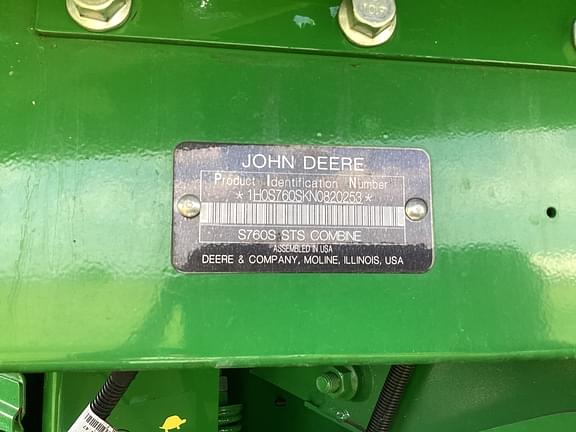 JOHN DEERE
Product Identification Number
*1H0S760SKN0820253*
S760S STS COMBINE
ASSEMBLED IN USA
DEERE & COMPANY, MOLINE, ILLINOIS, USA